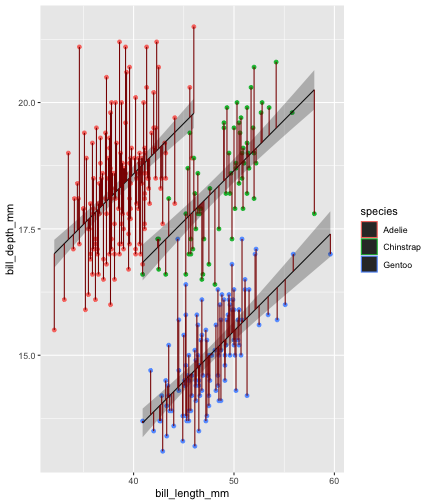 20.0
17.5
15.0
bill_depth_mm
40
50
60
bill_length_mm
species
Adelie
Chinstrap
Gentoo